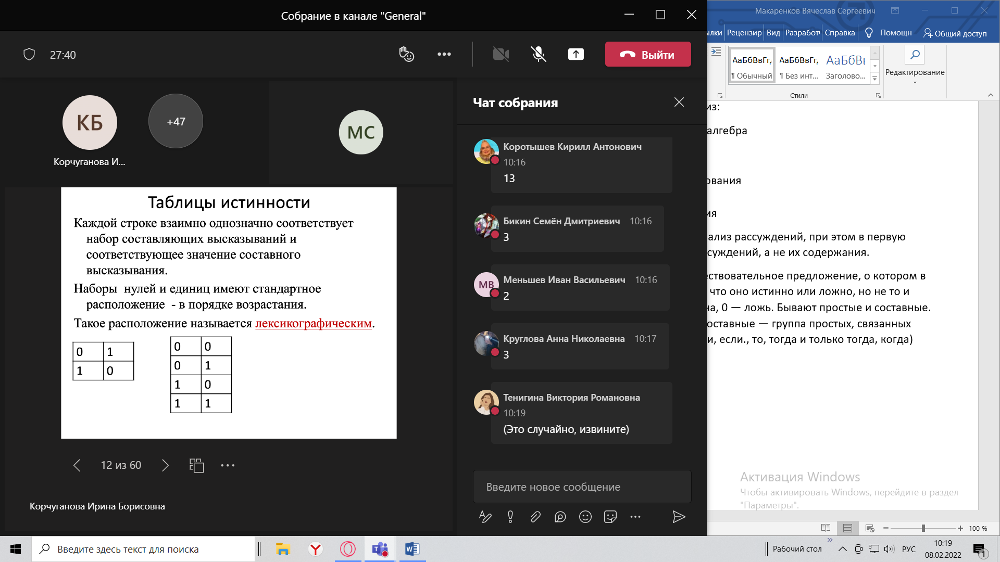 Собрание в канале "General"
27:40
Выйти
КБ
+47
МС
Корчуганова И...
Таблицы истинности
Каждой строке взаимно однозначно соответствует
набор составляющих высказываний и
соответствующее значение составного
высказывания.
Наборы нулей и единиц имеют стандартное
расположение - в порядке возрастания.
Такое расположение называется лексикографическим.
0 1
1 0
0 0
0 1
1 0
1 1
12 из 60
Корчуганова Ирина Борисовна
Чат собрания
Коротышев Кирилл Антонович
10:16
13
Бикин Семён Дмитриевич 10:16
3
МВ
Меньшев Иван Васильевич 10:16
2
Круглова Анна Николаевна 10:17
3
Тенигина Виктория Романовна
10:19
(Это случайно, извините)
Введите новое сообщение
Макаренков Вячеслав Сергеевич
Рецензир Вид Разработ Справка Помощн Общий доступ
АаБбВвГг АаБбВвГг АаБбВв
¶ Обычный ¶ Без инт... Заголово...
Редактирование
Стили
из:
алгебра
ования
ия
ализ рассуждений, при этом в первую
суждений, а не их содержания.
ествовательное предложение, о котором в
что оно истинно или ложно, но не то и
на, 0 — ложь. Бывают простые и составные.
оставные — группа простых, связанных
и, если., то, тогда и только тогда, когда)
Активация Windows
Чтобы активировать Windows, перейдите в раздел
"Параметры".
100 %
Введите здесь текст для поиска
Рабочий стол
РУС
10:19
08.02.2022
1